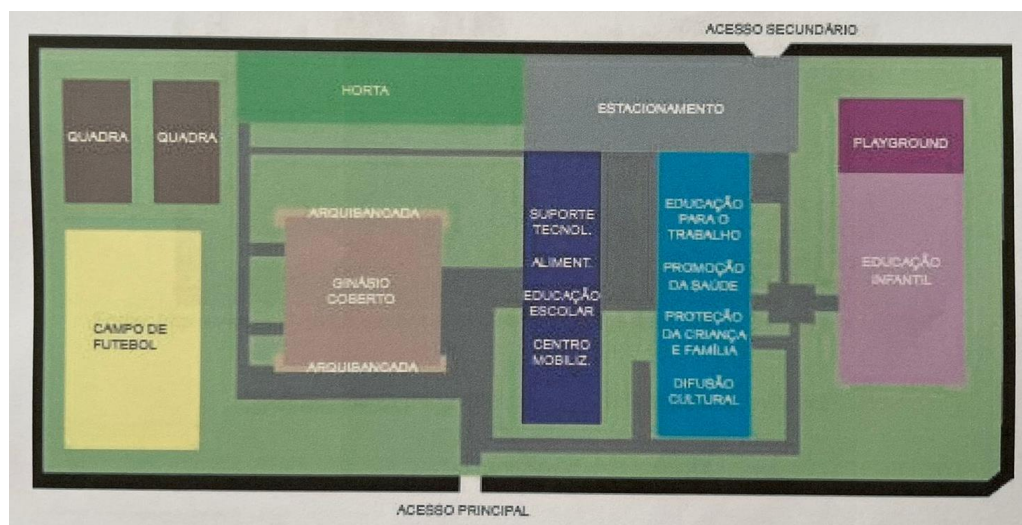 ACESSO SECUNDÁRIO
HORTA
ESTACIONAMENTO
QUADRA
QUADRA
PLAYGROUND
ARQUIBANCADA
SUPORTE
TECNOL.
ALIMENT.
EDUCAÇÃO
ESCOLAR
CENTRO
MOBILIZ.
EDUCAÇÃO
PARA O
TRABALHO
PROMOÇÃO
DA SAÚDE
PROTEÇÃO
DA CRIANÇA
E FAMÍLIA
DIFUSÃO
CULTURAL
EDUCAÇÃO
INFANTIL
GINÁSIO
COBERTO
CAMPO DE
FUTEBOL
ARQUIBANCADA
ACESSO PRINCIPAL